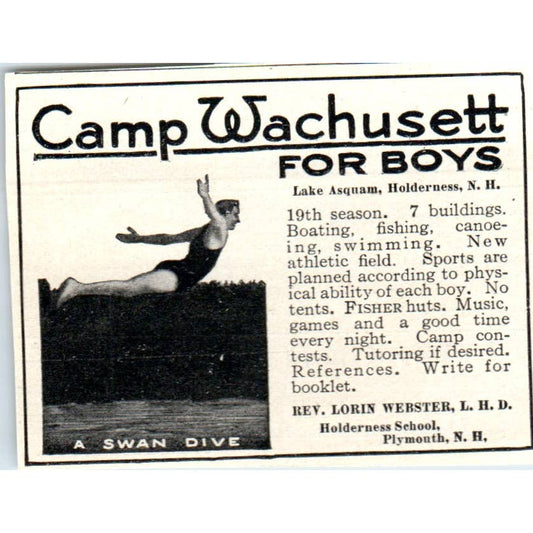 Camp Wachusett
FOR BOYS
Lake Asquam, Holderness, N. H.
19th season. 7 buildings.
Boating, fishing, canoe-
ing, swimming. New
athletic field. Sports are
planned according to phys-
ical ability of each boy. No
tents. FISHER huts. Music,
games and a good time
every night. Camp con-
tests. Tutoring if desired.
References. Write for
booklet.
REV. LORIN WEBSTER, L. H. D.
Holderness School,
Plymouth, N. H,
A SWAN DIVE